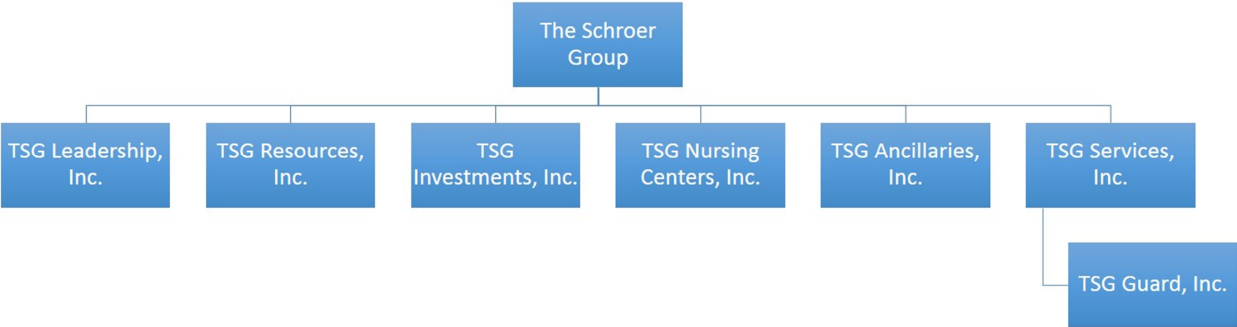 The Schroer
Group
TSG Leadership,
Inc.
TSG Resources,
Inc.
TSG
Investments, Inc.
TSG Nursing
Centers, Inc.
TSG Ancillaries,
Inc.
TSG Services,
Inc.
TSG Guard, Inc.